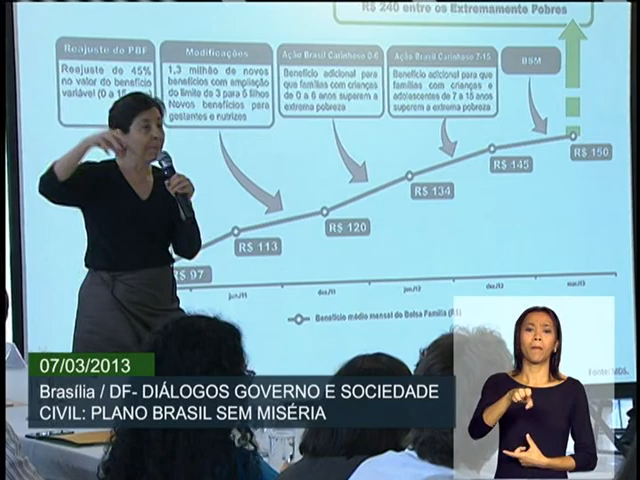 R$ 240 entre os Extremamente Pobres
Reajuste do PBF
Reajuste de 45%
no valor do benefício
variável (0 a
Modificações
1,3 milhão de novos
benefícios com ampliação
do limite de 3 para 5 filhos
Novos benefícios para
gestantes e nutrizes
Ação Brasil Carinhoso 0-6
Benefício adicional para
que famílias com crianças
de 0 a 6 anos superem a
extrema pobreza
Ação Brasil Carinhoso 7-15
Benefício adicional para que
famílias com crianças e
adolescentes de 7 a 15 anos
superem a extrema pobreza
BSM
R$ 97
R$ 113
R$ 120
R$ 134
R$ 145
R$ 150
jun/11
dez/11
jun/12
dez/12
mar/13
Benefício médio mensal do Bolsa Família (R$)
Fonte: MDS.
07/03/2013
Brasília / DF- DIÁLOGOS GOVERNO E SOCIEDADE
CIVIL: PLANO BRASIL SEM MISÉRIA